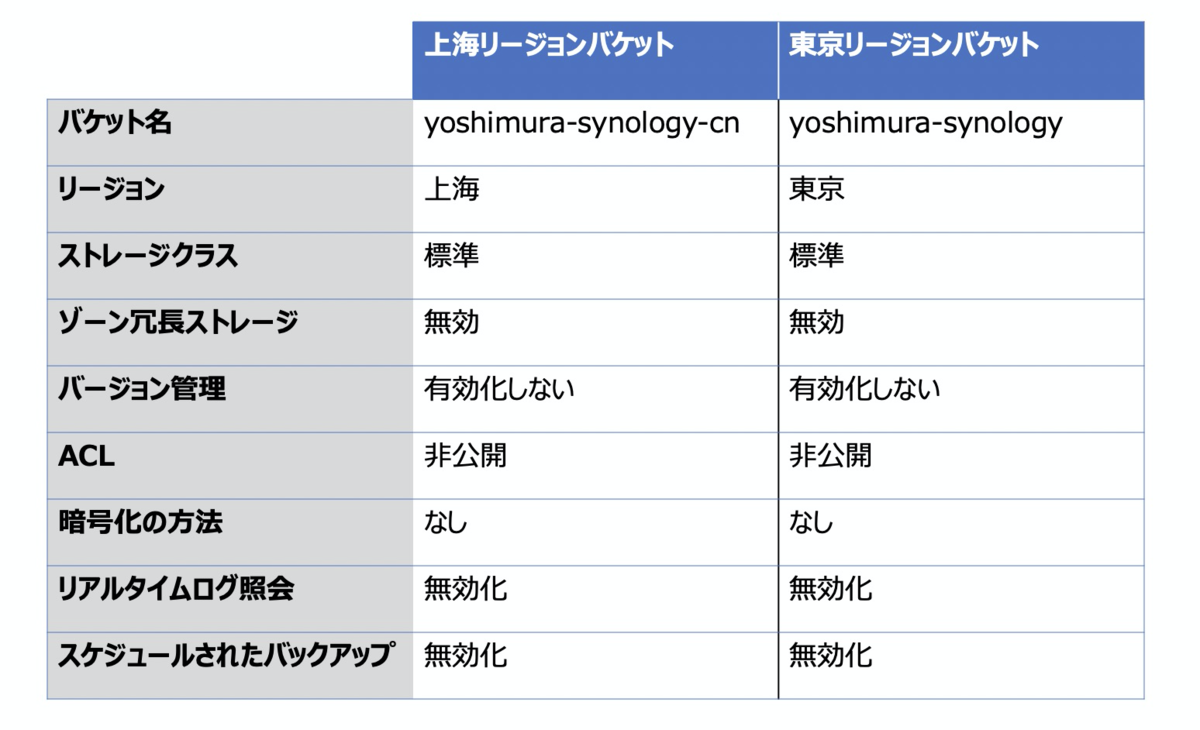 上海リージョンバケット 東京リージョンバケット
バケット名 yoshimura-synology-cn yoshimura-synology
リージョン 上海 東京
ストレージクラス 標準 標準
ゾーン冗長ストレージ 無効 無効
バージョン管理 有効化しない 有効化しない
ACL 非公開 非公開
暗号化の方法 なし なし
リアルタイムログ照会 無効化 無効化
スケジュールされたバックアップ 無効化 無効化